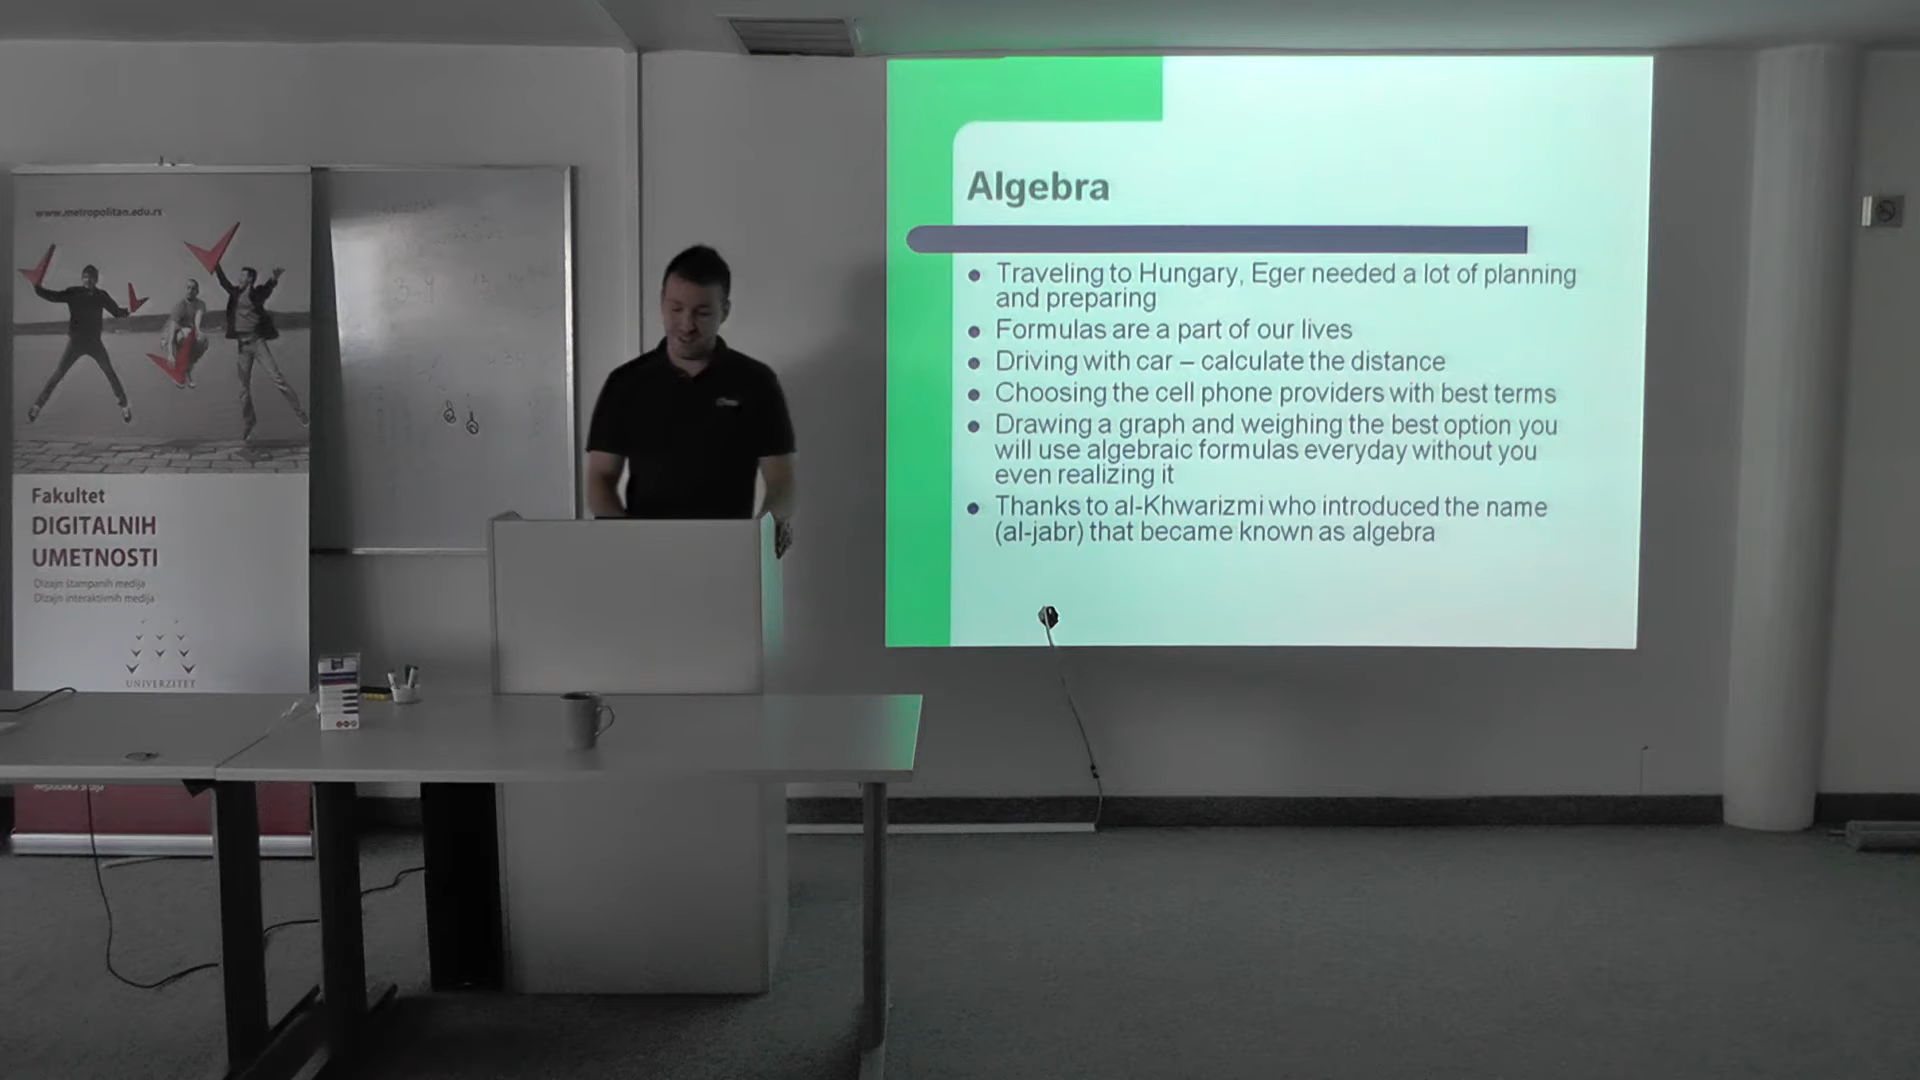 www.metropolitan.edu.rs
Fakultet
DIGITALNIH
UMETNOSTI
Dizajn štampanih medija
Dizajn interaktivnih medija
UNIVERZITET
3-4
Algebra
Traveling to Hungary, Eger needed a lot of planning
and preparing
Formulas are a part of our lives
Driving with car – calculate the distance
Choosing the cell phone providers with best terms
Drawing a graph and weighing the best option you
will use algebraic formulas everyday without you
even realizing it
Thanks to al-Khwarizmi who introduced the name
(al-jabr) that became known as algebra